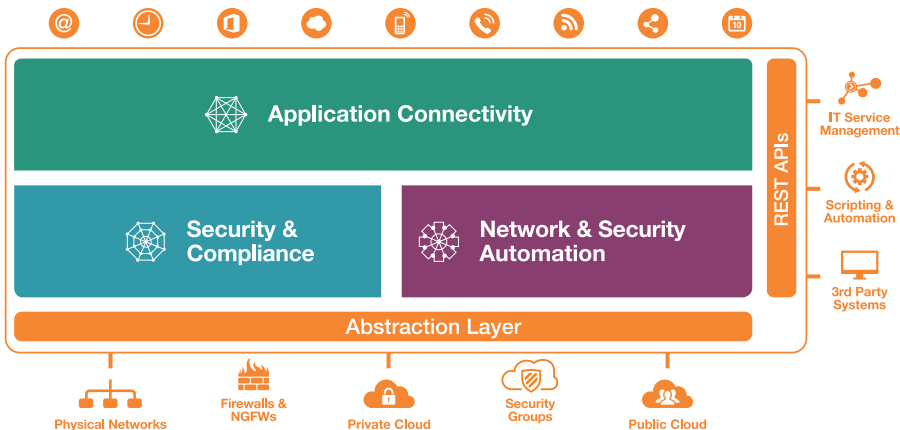 10
Application Connectivity
Security &
Compliance
Network & Security
Automation
Abstraction Layer
REST APIs
IT Service
Management
Scripting &
Automation
3rd Party
Systems
Physical Networks
Firewalls &
NGFWs
Private Cloud
Security
Groups
Public Cloud